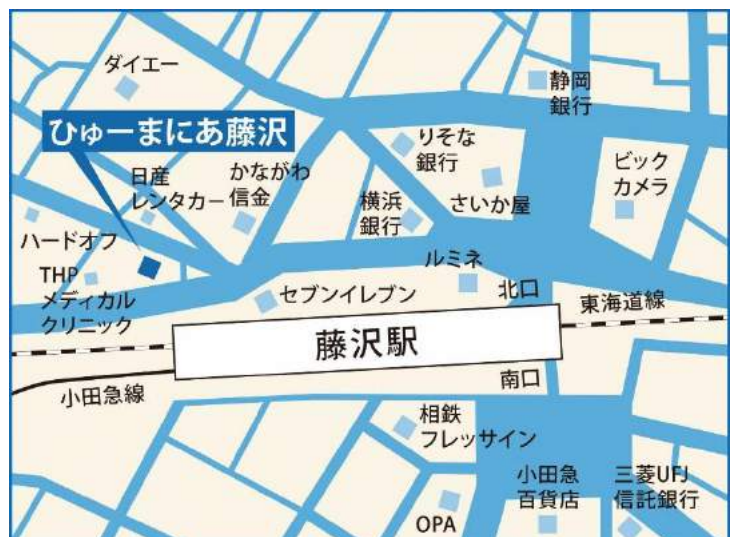 ダイエー
静岡
銀行
ひゅーまにあ藤沢
りそな
銀行
日産
レンタカー
かながわ
信金
ビック
カメラ
横浜
銀行
さいか屋
ハードオフ
THP
メディカル
クリニック
ルミネ
セブンイレブン
北口
東海道線
藤沢駅
小田急線
南口
相鉄
フレッサイン
小田急
百貨店
三菱UFJ
信託銀行
OPA